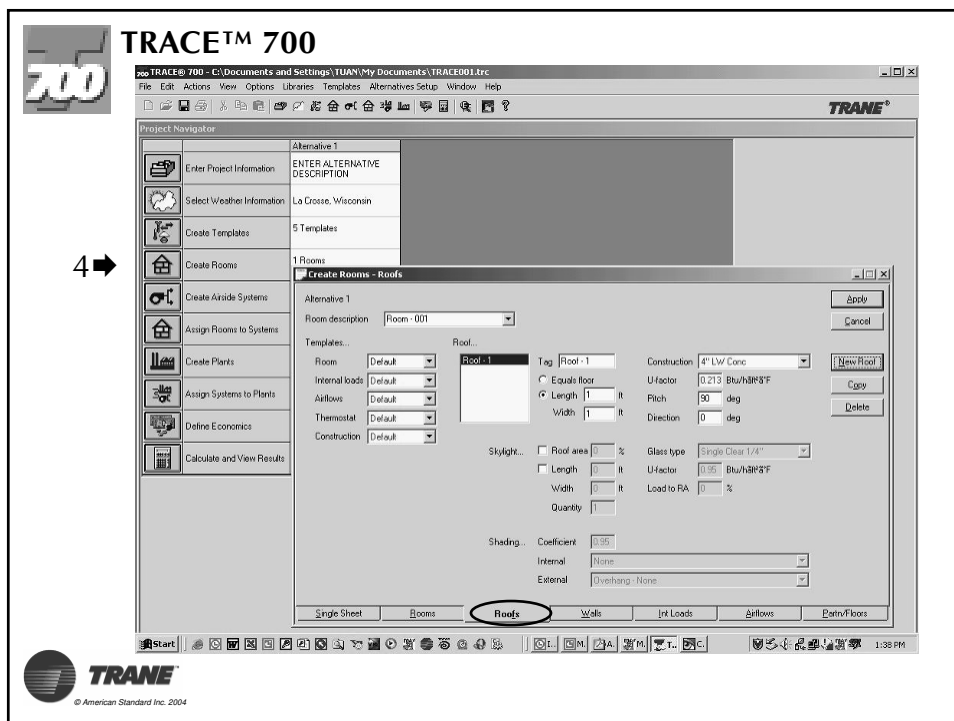 TRACE™ 700
700
700 TRACE® 700 - C:\Documents and Settings\TUAN\My Documents\TRACE001.trc
File Edit Actions View Options Libraries Templates Alternatives Setup Window Help
TRANE®
Project Navigator
Alternative 1
Enter Project Information
ENTER ALTERNATIVE DESCRIPTION
Select Weather Information
La Crosse, Wisconsin
Create Templates
5 Templates
4
Create Rooms
1 Rooms
Create Airside Systems
Assign Rooms to Systems
Create Plants
Assign Systems to Plants
Define Economics
Calculate and View Results
Create Rooms - Roofs
Alternative 1
Apply
Room description Room - 001
Cancel
Templates...
Roof...
Room Default
Roof - 1
Tag Roof - 1
Construction 4" LW Conc
New Roof
Internal loads Default
Equals floor
U-factor 0.213 Btu/h·ft²·°F
Copy
Airflows Default
Length 1 ft
Pitch 90 deg
Thermostat Default
Width 1 ft
Direction 0 deg
Delete
Construction Default
Skylight... Roof area 0 %
Glass type Single Clear 1/4"
Length 0 ft
U-factor 0.95 Btu/h·ft²·°F
Width 0 ft
Load to RA 0 %
Quantity 1
Shading... Coefficient 0.95
Internal None
External Overhang - None
Single Sheet Rooms Roofs Walls Int Loads Airflows Partn/Floors
Start I.. M. A. M. T.. C. 1:38 PM
TRANE
© American Standard Inc. 2004